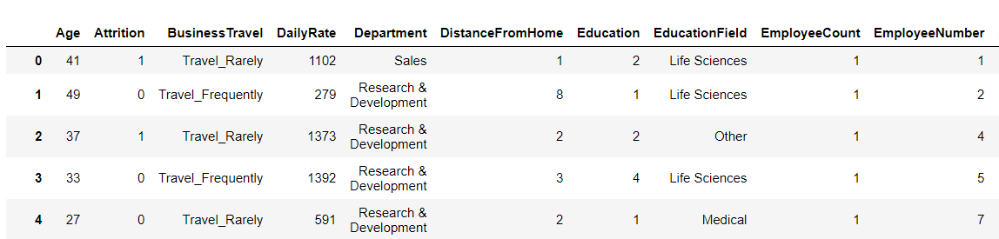 Age Attrition BusinessTravel DailyRate Department DistanceFromHome Education EducationField EmployeeCount EmployeeNumber
0 41 1 Travel_Rarely 1102 Sales 1 2 Life Sciences 1 1
1 49 0 Travel_Frequently 279 Research & Development 8 1 Life Sciences 1 2
2 37 1 Travel_Rarely 1373 Research & Development 2 2 Other 1 4
3 33 0 Travel_Frequently 1392 Research & Development 3 4 Life Sciences 1 5
4 27 0 Travel_Rarely 591 Research & Development 2 1 Medical 1 7